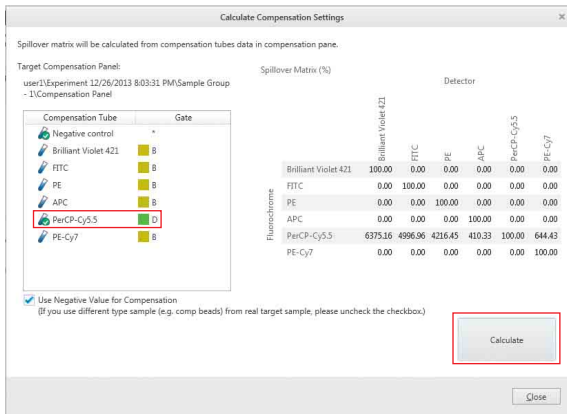 Calculate Compensation Settings
Spillover matrix will be calculated from compensation tubes data in compensation pane.
Target Compensation Panel:
user1\Experiment 12/26/2013 8:03:31 PM\Sample Group
- 1\Compensation Panel
Compensation Tube Gate
Negative control *
Brilliant Violet 421 B
FITC B
PE B
APC B
PerCP-Cy5.5 D
PE-Cy7 B
Spillover Matrix (%)
Detector
Brilliant Violet 421 FITC PE APC PerCP-Cy5.5 PE-Cy7
Fluorochrome
Brilliant Violet 421 100.00 0.00 0.00 0.00 0.00 0.00
FITC 0.00 100.00 0.00 0.00 0.00 0.00
PE 0.00 0.00 100.00 0.00 0.00 0.00
APC 0.00 0.00 0.00 100.00 0.00 0.00
PerCP-Cy5.5 6375.16 4996.96 4216.45 410.33 100.00 644.43
PE-Cy7 0.00 0.00 0.00 0.00 0.00 100.00
Use Negative Value for Compensation
(If you use different type sample (e.g. comp beads) from real target sample, please uncheck the checkbox.)
Calculate
Close